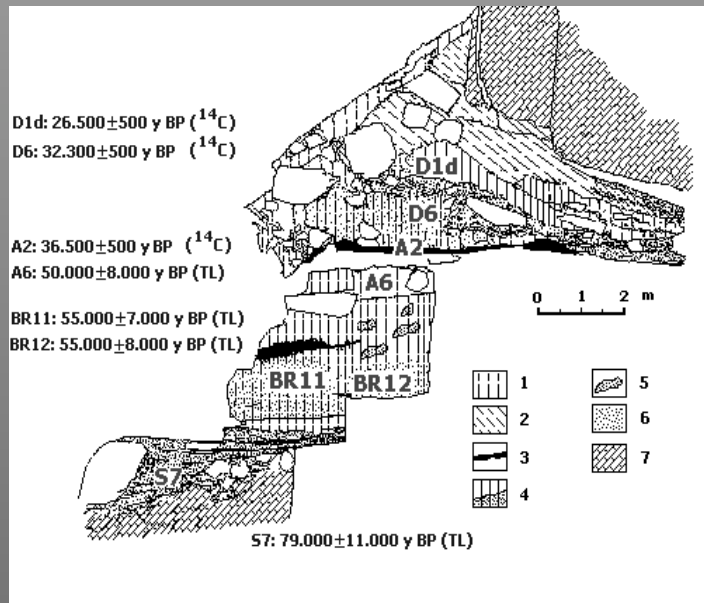 D1d: 26.500±500 y BP (¹⁴C)
D6: 32.300±500 y BP (¹⁴C)
A2: 36.500±500 y BP (¹⁴C)
A6: 50.000±8.000 y BP (TL)
BR11: 55.000±7.000 y BP (TL)
BR12: 55.000±8.000 y BP (TL)
D1d
D6
A2
A6
BR11 BR12
S7
0 1 2 m
1 5
2 6
3 7
4
S7: 79.000±11.000 y BP (TL)